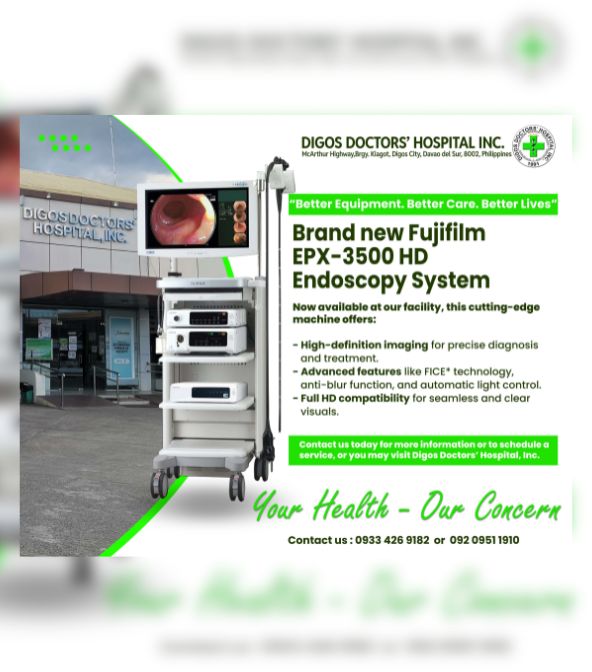 DIGOS DOCTORS' HOSPITAL INC.
McArthur Highway,Brgy. Kiagot, Digos City, Davao del Sur, 8002, Philippines
DIGOS DOCTORS' HOSPITAL, INC.
1991
DIGOS DOCTORS'
HOSPITAL, INC.
"Better Equipment. Better Care. Better Lives"
Brand new Fujifilm
EPX-3500 HD
Endoscopy System
Now available at our facility, this cutting-edge
machine offers:
- High-definition imaging for precise diagnosis
and treatment.
- Advanced features like FICE* technology,
anti-blur function, and automatic light control.
- Full HD compatibility for seamless and clear
visuals.
Contact us today for more information or to schedule a
service, or you may visit Digos Doctors' Hospital, Inc.
Your Health - Our Concern
Contact us : 0933 426 9182 or 092 0951 1910